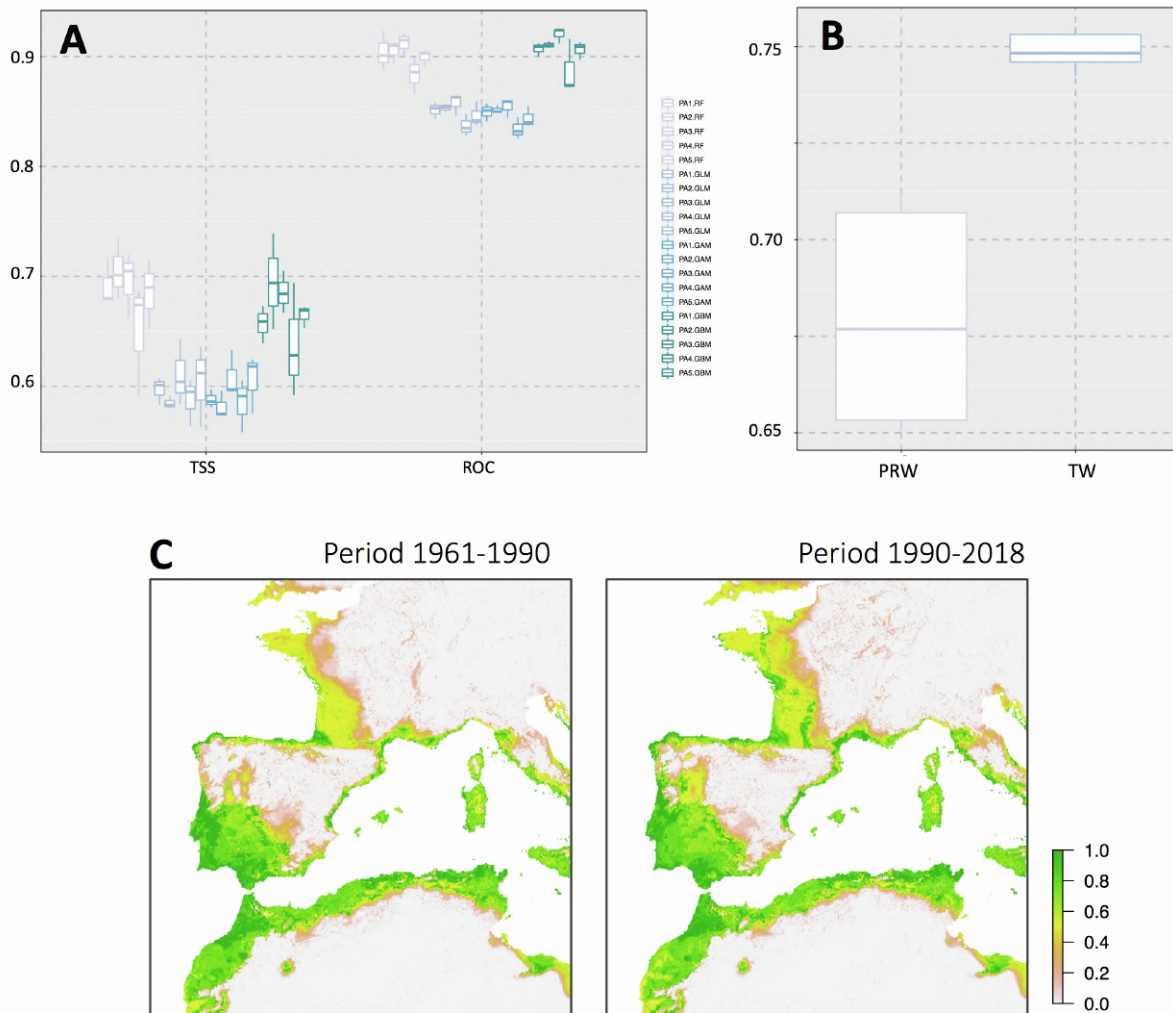 A
0.9
0.8
0.7
0.6
TSS
ROC
PA1.RF
PA2.RF
PA3.RF
PA4.RF
PA5.RF
PA1.GLM
PA2.GLM
PA3.GLM
PA4.GLM
PA5.GLM
PA1.GAM
PA2.GAM
PA3.GAM
PA4.GAM
PA5.GAM
PA1.GBM
PA2.GBM
PA3.GBM
PA4.GBM
PA5.GBM
B
0.75
0.70
0.65
PRW
TW
C
Period 1961-1990
Period 1990-2018
1.0
0.8
0.6
0.4
0.2
0.0